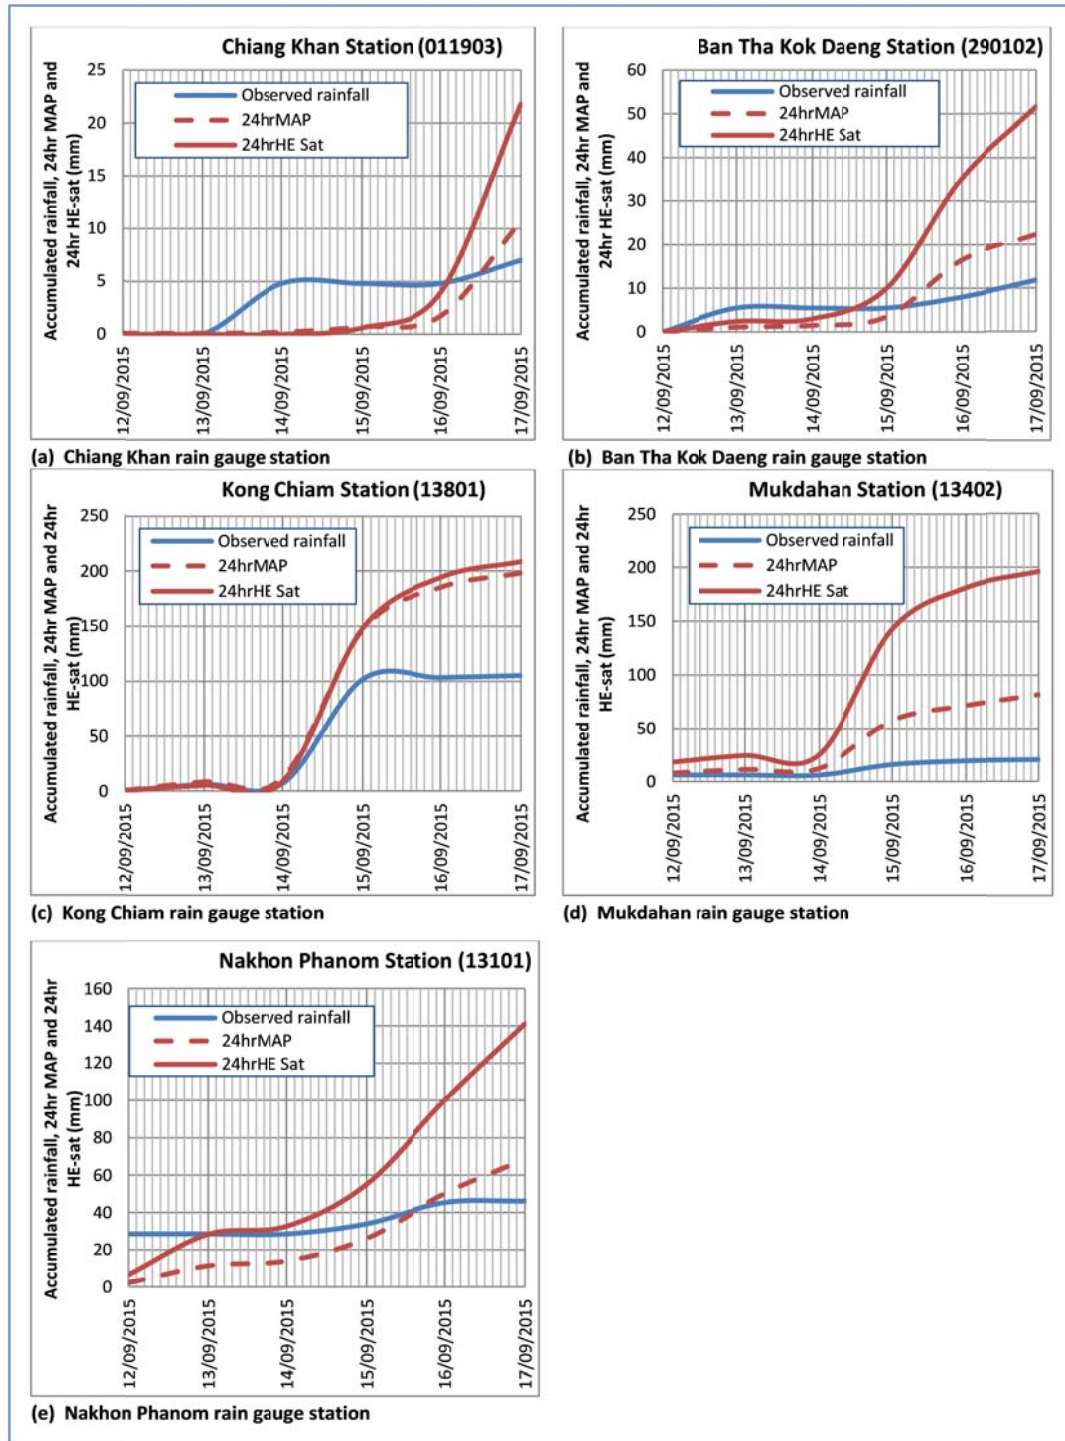 Chiang Khan Station (011903)
Accumulated rainfall, 24hr MAP and
24hr HE-sat (mm)
25
20
15
10
5
0
Observed rainfall
24hrMAP
24hrHE Sat
12/09/2015
13/09/2015
14/09/2015
15/09/2015
16/09/2015
17/09/2015
(a) Chiang Khan rain gauge station
Ban Tha Kok Daeng Station (290102)
Accumulated rainfall, 24hr MAP and
24hr HE-sat (mm)
60
50
40
30
20
10
0
Observed rainfall
24hrMAP
24hrHE Sat
12/09/2015
13/09/2015
14/09/2015
15/09/2015
16/09/2015
17/09/2015
(b) Ban Tha Kok Daeng rain gauge station
Kong Chiam Station (13801)
Accumulated rainfall, 24hr MAP and 24hr
HE-sat (mm)
250
200
150
100
50
0
Observed rainfall
24hrMAP
24hrHE Sat
12/09/2015
13/09/2015
14/09/2015
15/09/2015
16/09/2015
17/09/2015
(c) Kong Chiam rain gauge station
Mukdahan Station (13402)
Accumulated rainfall, 24hr MAP and 24hr
HE-sat (mm)
250
200
150
100
50
0
Observed rainfall
24hrMAP
24hrHE Sat
12/09/2015
13/09/2015
14/09/2015
15/09/2015
16/09/2015
17/09/2015
(d) Mukdahan rain gauge station
Nakhon Phanom Station (13101)
Accumulated rainfall, 24hr MAP and 24hr
HE-sat (mm)
160
140
120
100
80
60
40
20
0
Observed rainfall
24hrMAP
24hrHE Sat
12/09/2015
13/09/2015
14/09/2015
15/09/2015
16/09/2015
17/09/2015
(e) Nakhon Phanom rain gauge station